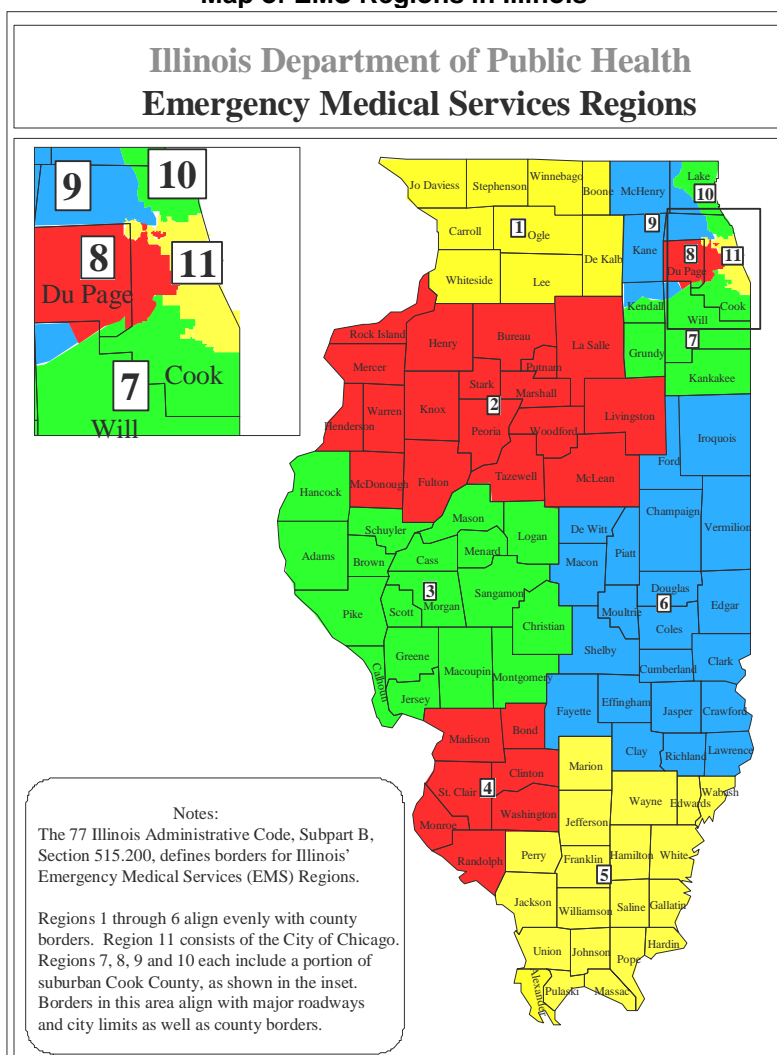 Map 3: EMS Regions in Illinois
Illinois Department of Public Health
Emergency Medical Services Regions
9
10
8
Du Page
11
7
Cook
Will
Jo Daviess
Stephenson
Winnebago
Boone
McHenry
Lake
10
Carroll
1
Ogle
9
Kane
De Kalb
8
Du Page
11
Whiteside
Lee
Kendall
Cook
Will
7
Rock Island
Henry
Bureau
La Salle
Grundy
Mercer
Putnam
Kankakee
Stark
Marshall
2
Henderson
Warren
Knox
Peoria
Woodford
Livingston
Iroquois
Ford
McDonough
Fulton
Tazewell
McLean
Hancock
Mason
Champaign
Vermilion
Schuyler
Logan
De Witt
Adams
Brown
Cass
Menard
Macon
Piatt
3
Sangamon
Douglas
6
Edgar
Pike
Scott
Morgan
Christian
Moultrie
Coles
Greene
Shelby
Clark
Calhoun
Macoupin
Montgomery
Cumberland
Jersey
Effingham
Fayette
Jasper
Crawford
Madison
Bond
Clay
Richland
Lawrence
Clinton
Marion
St. Clair
4
Washington
Wayne
Edwards
Wabash
Monroe
Jefferson
Randolph
Perry
Franklin
Hamilton
White
5
Jackson
Williamson
Saline
Gallatin
Union
Johnson
Pope
Hardin
Alexander
Pulaski
Massac
Notes:
The 77 Illinois Administrative Code, Subpart B,
Section 515.200, defines borders for Illinois'
Emergency Medical Services (EMS) Regions.
Regions 1 through 6 align evenly with county
borders.  Region 11 consists of the City of Chicago.
Regions 7, 8, 9 and 10 each include a portion of
suburban Cook County, as shown in the inset.
Borders in this area align with major roadways
and city limits as well as county borders.